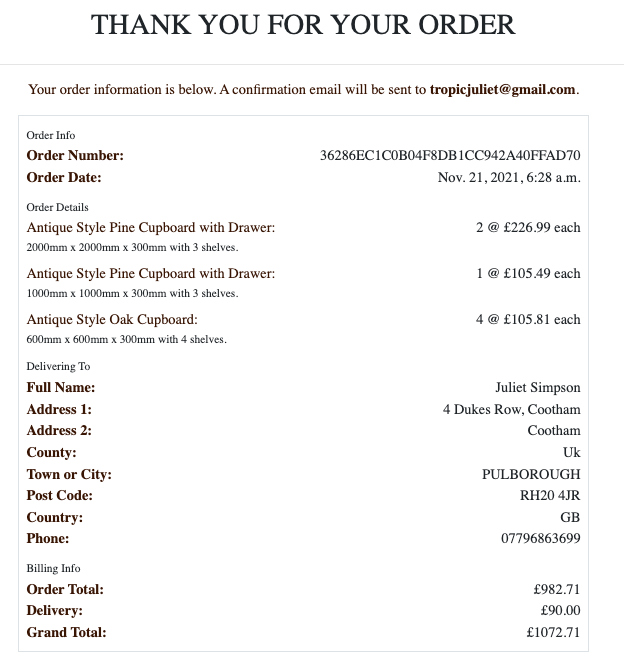 THANK YOU FOR YOUR ORDER
Your order information is below. A confirmation email will be sent to tropicjuliet@gmail.com.
Order Info
Order Number: 36286EC1C0B04F8DB1CC942A40FFAD70
Order Date: Nov. 21, 2021, 6:28 a.m.
Order Details
Antique Style Pine Cupboard with Drawer: 2 @ £226.99 each
2000mm x 2000mm x 300mm with 3 shelves.
Antique Style Pine Cupboard with Drawer: 1 @ £105.49 each
1000mm x 1000mm x 300mm with 3 shelves.
Antique Style Oak Cupboard: 4 @ £105.81 each
600mm x 600mm x 300mm with 4 shelves.
Delivering To
Full Name: Juliet Simpson
Address 1: 4 Dukes Row, Cootham
Address 2: Cootham
County: Uk
Town or City: PULBOROUGH
Post Code: RH20 4JR
Country: GB
Phone: 07796863699
Billing Info
Order Total: £982.71
Delivery: £90.00
Grand Total: £1072.71